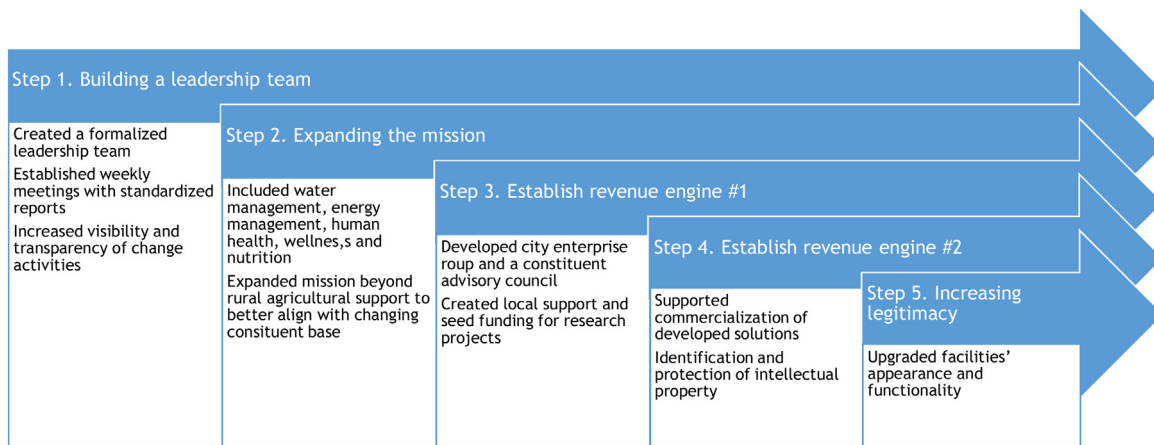 Step 1. Building a leadership team
Created a formalized
leadership team
Established weekly
meetings with standardized
reports
Increased visibility and
transparency of change
activities
Step 2. Expanding the mission
Included water
management, energy
management, human
health, wellnes,s and
nutrition
Expanded mission beyond
rural agricultural support to
better align with changing
consituent base
Step 3. Establish revenue engine #1
Developed city enterprise
roup and a constituent
advisory council
Created local support and
seed funding for research
projects
Step 4. Establish revenue engine #2
Supported
commercialization of
developed solutions
Identification and
protection of intellectual
property
Step 5. Increasing
legitimacy
Upgraded facilities’
appearance and
functionality